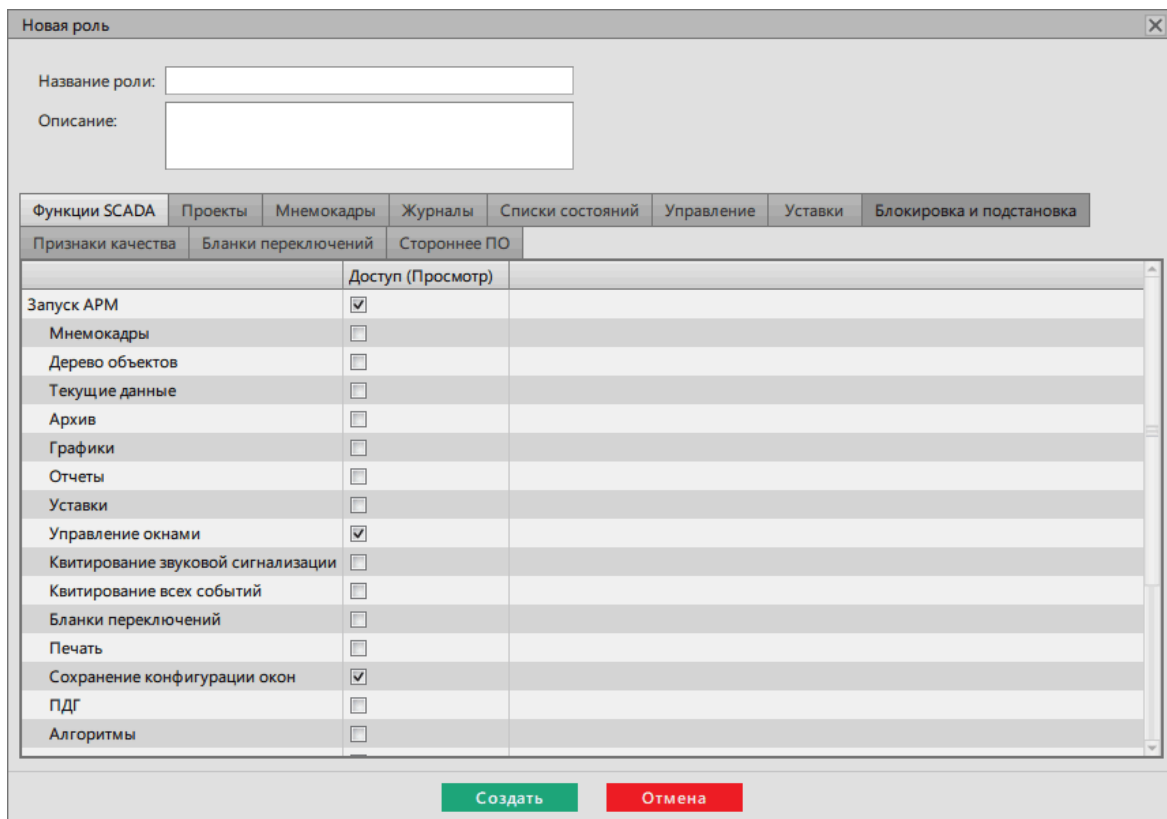 Новая роль
Название роли:
Описание:
Функции SCADA Проекты Мнемокадры Журналы Списки состояний Управление Уставки Блокировка и подстановка
Признаки качества Бланки переключений Стороннее ПО
Доступ (Просмотр)
Запуск АРМ
Мнемокадры
Дерево объектов
Текущие данные
Архив
Графики
Отчеты
Уставки
Управление окнами
Квитирование звуковой сигнализации
Квитирование всех событий
Бланки переключений
Печать
Сохранение конфигурации окон
ПДГ
Алгоритмы
Создать Отмена